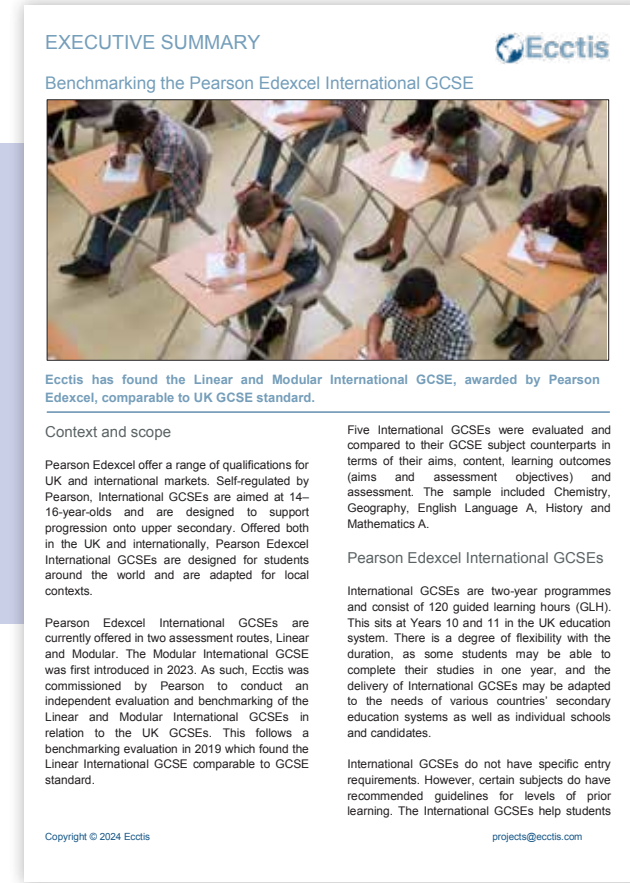 EXECUTIVE SUMMARY
Ecctis
Benchmarking the Pearson Edexcel International GCSE
Ecctis has found the Linear and Modular International GCSE, awarded by Pearson
Edexcel, comparable to UK GCSE standard.
Context and scope
Pearson Edexcel offer a range of qualifications for
UK and international markets. Self-regulated by
Pearson, International GCSEs are aimed at 14–
16-year-olds and are designed to support
progression onto upper secondary. Offered both
in the UK and internationally, Pearson Edexcel
International GCSEs are designed for students
around the world and are adapted for local
contexts.
Pearson Edexcel International GCSEs are
currently offered in two assessment routes, Linear
and Modular. The Modular International GCSE
was first introduced in 2023. As such, Ecctis was
commissioned by Pearson to conduct an
independent evaluation and benchmarking of the
Linear and Modular International GCSEs in
relation to the UK GCSEs. This follows a
benchmarking evaluation in 2019 which found the
Linear International GCSE comparable to GCSE
standard.
Five International GCSEs were evaluated and
compared to their GCSE subject counterparts in
terms of their aims, content, learning outcomes
(aims and assessment objectives) and
assessment. The sample included Chemistry,
Geography, English Language A, History and
Mathematics A.
Pearson Edexcel International GCSEs
International GCSEs are two-year programmes
and consist of 120 guided learning hours (GLH).
This sits at Years 10 and 11 in the UK education
system. There is a degree of flexibility with the
duration, as some students may be able to
complete their studies in one year, and the
delivery of International GCSEs may be adapted
to the needs of various countries' secondary
education systems as well as individual schools
and candidates.
International GCSEs do not have specific entry
requirements. However, certain subjects do have
recommended guidelines for levels of prior
learning. The International GCSEs help students
Copyright © 2024 Ecctis
projects@ecctis.com